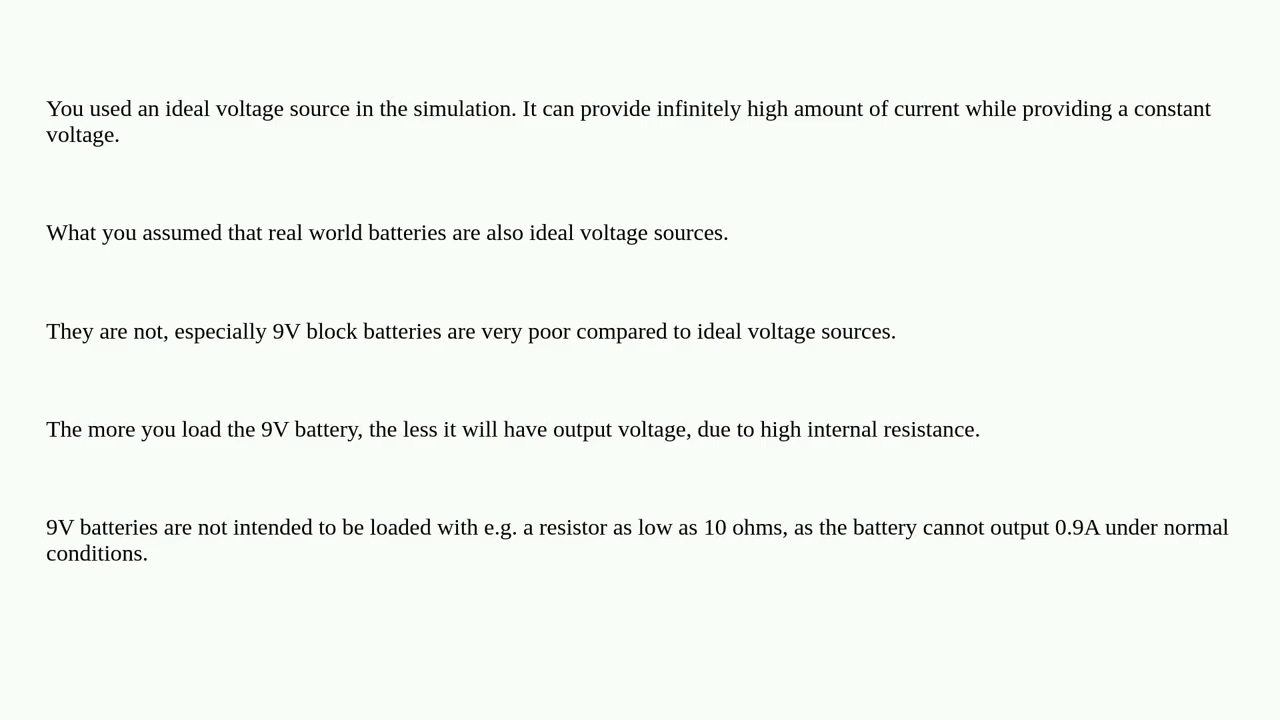 You used an ideal voltage source in the simulation. It can provide infinitely high amount of current while providing a constant
voltage.
What you assumed that real world batteries are also ideal voltage sources.
They are not, especially 9V block batteries are very poor compared to ideal voltage sources.
The more you load the 9V battery, the less it will have output voltage, due to high internal resistance.
9V batteries are not intended to be loaded with e.g. a resistor as low as 10 ohms, as the battery cannot output 0.9A under normal
conditions.